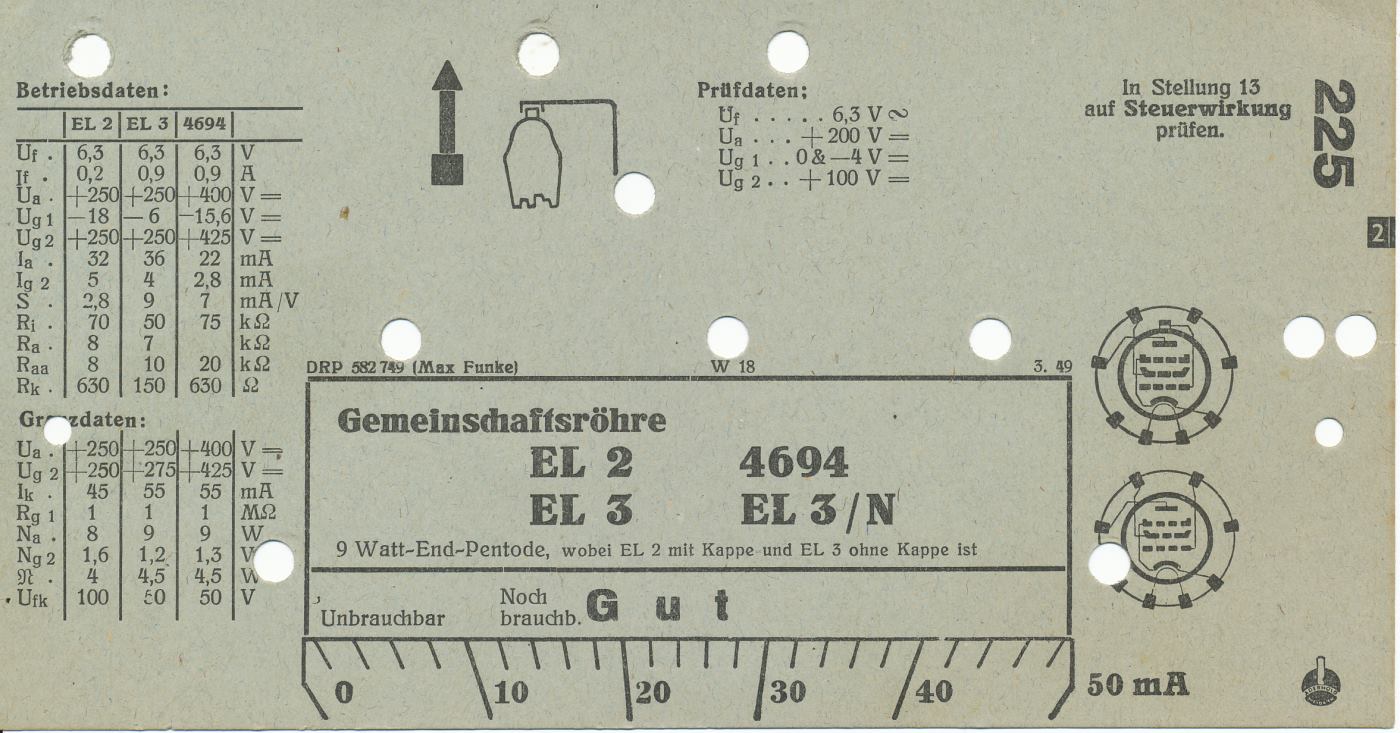 Betriebsdaten:
EL 2 EL 3 4694
Uf . 6,3 6,3 6,3 V
If . 0,2 0,9 0,9 A
Ua . +250 +250 +400 V =
Ug 1 −18 − 6 −15,6 V =
Ug 2 +250 +250 +425 V =
Ia . 32 36 22 mA
Ig 2 5 4 2,8 mA
S . 2,8 9 7 mA/V
Ri . 70 50 75 kΩ
Ra . 8 7 kΩ
Raa 8 10 20 kΩ
Rk . 630 150 630 Ω
Grenzdaten:
Ua . +250 +250 +400 V =
Ug 2 +250 +275 +425 V =
Ik . 45 55 55 mA
Rg 1 1 1 1 MΩ
Na . 8 9 9 W
Ng 2 1,6 1,2 1,3 W
𝔑 . 4 4,5 4,5 W
Ufk 100 50 50 V
Prüfdaten:
Uf . . . . . 6,3 V ∿
Ua . . . +200 V =
Ug 1 . . 0 & −4 V =
Ug 2 . . +100 V =
In Stellung 13
auf Steuerwirkung
prüfen.
225
2
DRP 582 749 (Max Funke) W 18 3. 49
Gemeinschaftsröhre
EL 2 4694
EL 3 EL 3/N
9 Watt-End-Pentode, wobei EL 2 mit Kappe und EL 3 ohne Kappe ist
Unbrauchbar Noch
brauchb. Gut
0 10 20 30 40 50 mA